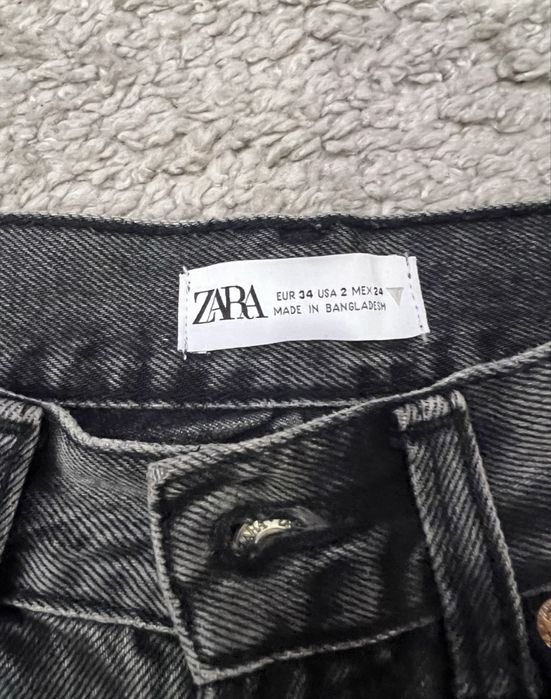 ZARA
EUR 34 USA 2 MEX 24
MADE IN BANGLADESH